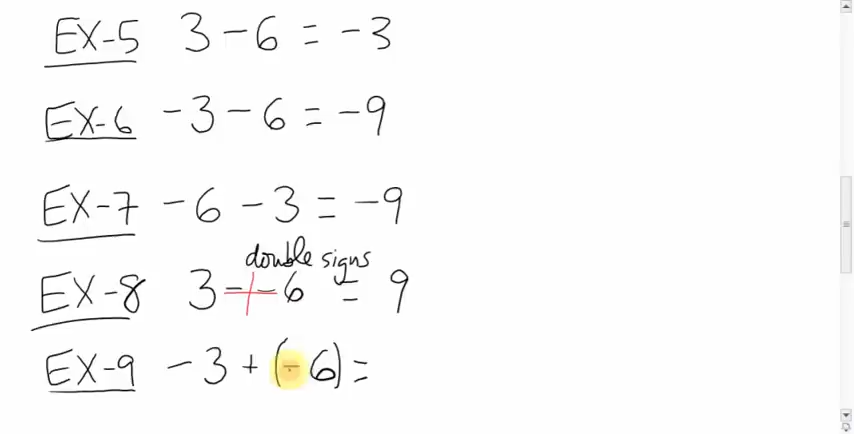 EX-5 3 - 6 = -3
EX-6 -3 - 6 = -9
EX-7 -6 - 3 = -9
double signs
EX-8 3 - - 6 = 9
EX-9 -3 + (-6) =